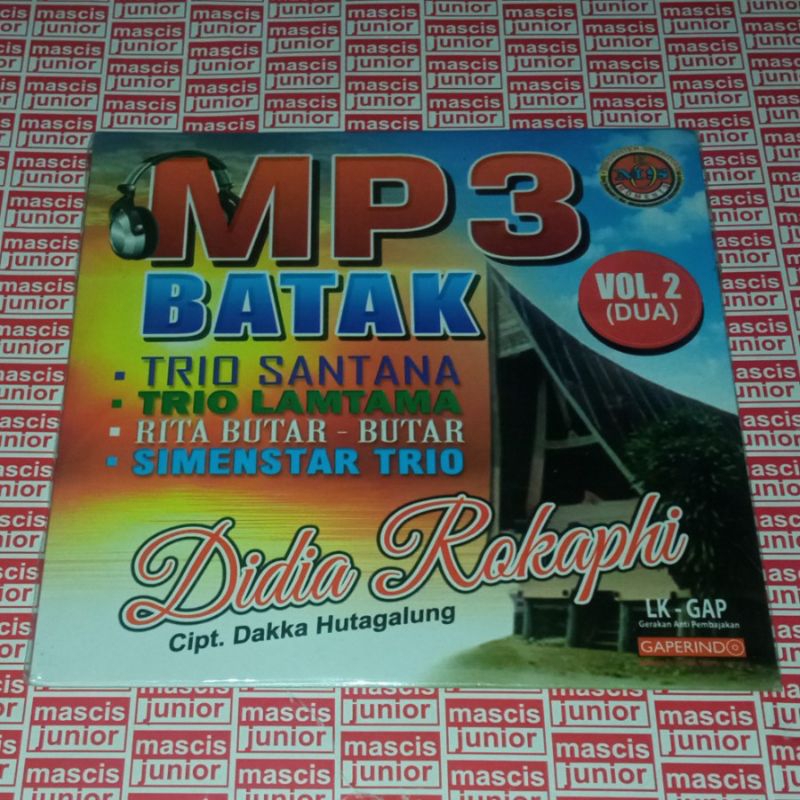 MP3
BATAK
VOL. 2
(DUA)
TRIO SANTANA
TRIO LAMTAMA
RITA BUTAR - BUTAR
SIMENSTAR TRIO
Didia Rokaphi
Cipt. Dakka Hutagalung
LK - GAP
Gerakan Anti Pembajakan
GAPERINDO
mascis
junior